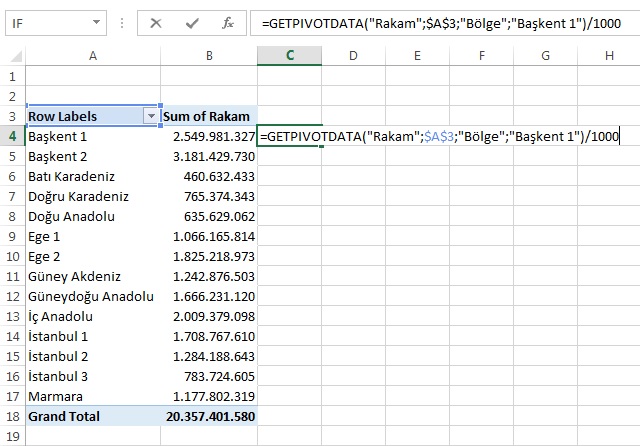 IF fx =GETPIVOTDATA("Rakam";$A$3;"Bölge";"Başkent 1")/1000
A B C D E F G H
1
2
3 Row Labels Sum of Rakam
4 Başkent 1 2.549.981.327 =GETPIVOTDATA("Rakam";$A$3;"Bölge";"Başkent 1")/1000
5 Başkent 2 3.181.429.730
6 Batı Karadeniz 460.632.433
7 Doğru Karadeniz 765.374.343
8 Doğu Anadolu 635.629.062
9 Ege 1 1.066.165.814
10 Ege 2 1.825.218.973
11 Güney Akdeniz 1.242.876.503
12 Güneydoğu Anadolu 1.666.231.120
13 İç Anadolu 2.009.379.098
14 İstanbul 1 1.708.767.610
15 İstanbul 2 1.284.188.643
16 İstanbul 3 783.724.605
17 Marmara 1.177.802.319
18 Grand Total 20.357.401.580
19